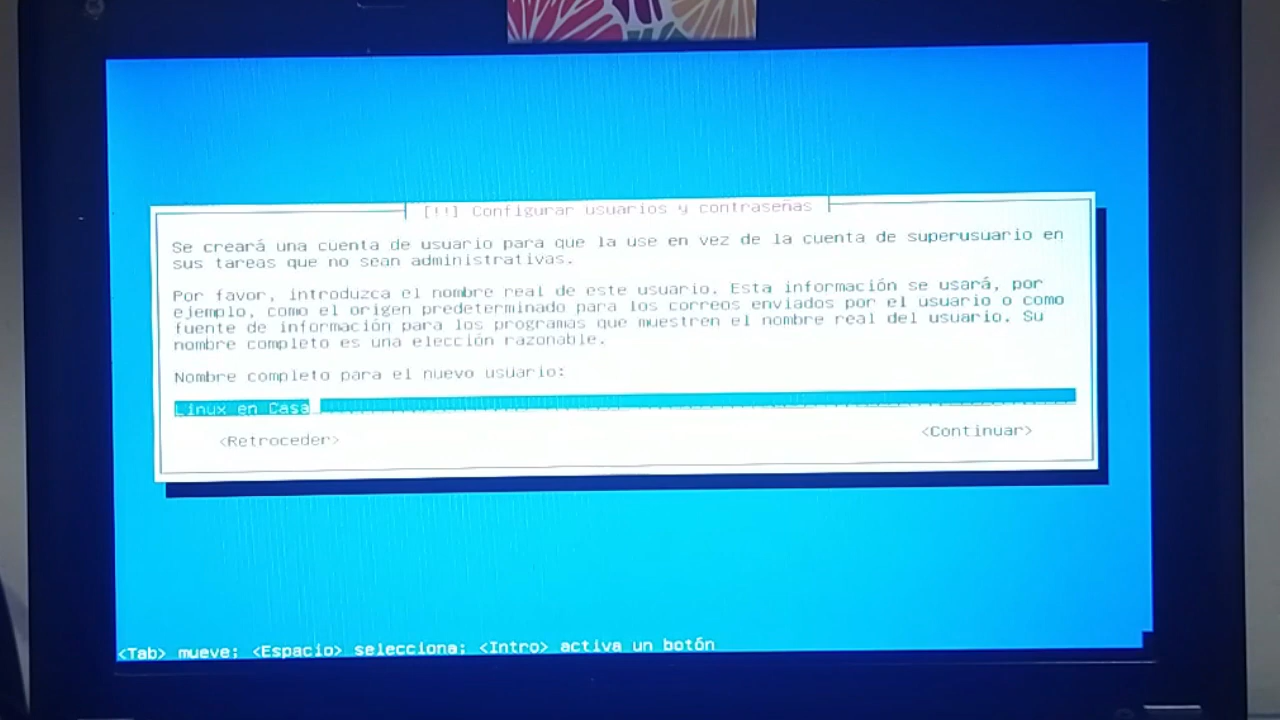 [!!] Configurar usuarios y contraseñas
Se creará una cuenta de usuario para que la use en vez de la cuenta de superusuario en
sus tareas que no sean administrativas.
Por favor, introduzca el nombre real de este usuario. Esta información se usará, por
ejemplo, como el origen predeterminado para los correos enviados por el usuario o como
fuente de información para los programas que muestren el nombre real del usuario. Su
nombre completo es una elección razonable.
Nombre completo para el nuevo usuario:
Linux en Casa
<Retroceder> <Continuar>
<Tab> mueve; <Espacio> selecciona; <Intro> activa un botón